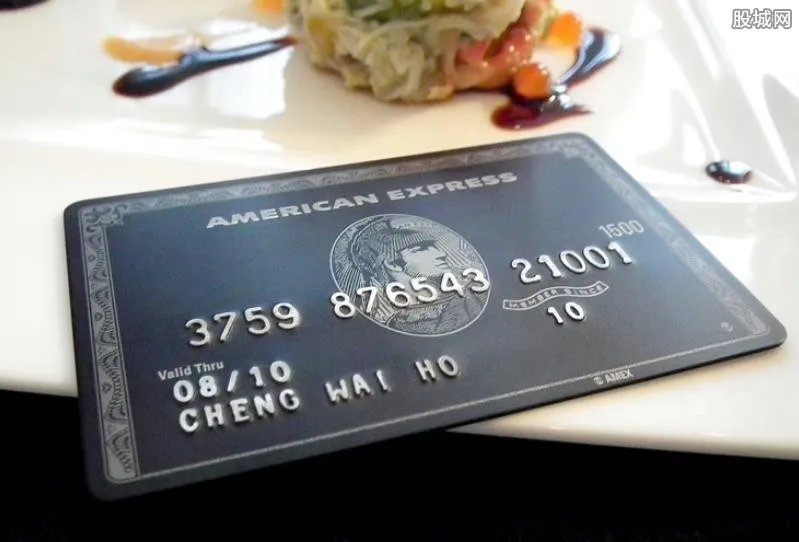 股城网
AMERICAN EXPRESS
1500
3759 876543 21001
MEMBER SINCE
10
Valid Thru
08/10
CHENG WAI HO
© AMEX